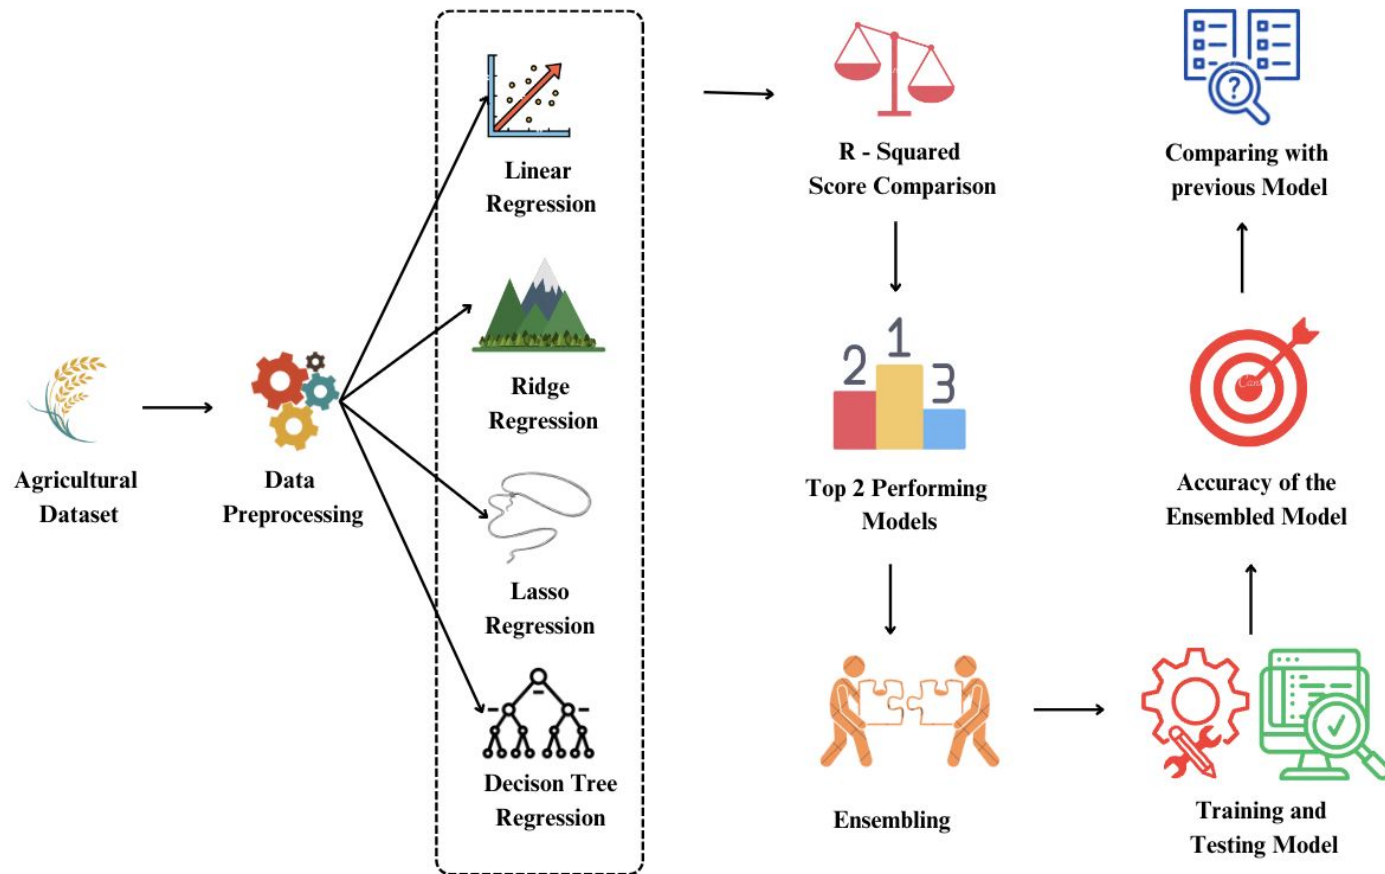 Agricultural
Dataset
Data
Preprocessing
Linear
Regression
Ridge
Regression
Lasso
Regression
Decison Tree
Regression
R - Squared
Score Comparison
2
1
3
Top 2 Performing
Models
Ensembling
Training and
Testing Model
Accuracy of the
Ensembled Model
?
Comparing with
previous Model